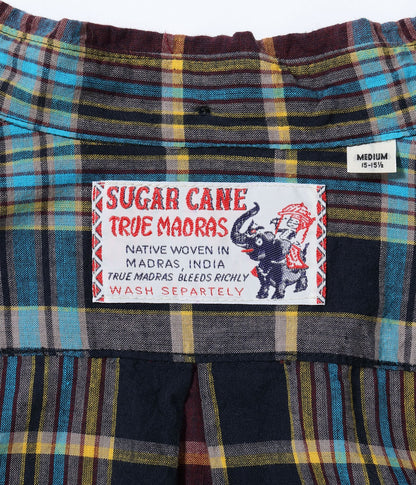 MEDIUM
15-15½
SUGAR CANE
TRUE MADRAS
NATIVE WOVEN IN
MADRAS, INDIA
TRUE MADRAS BLEEDS RICHLY
WASH SEPARTELY